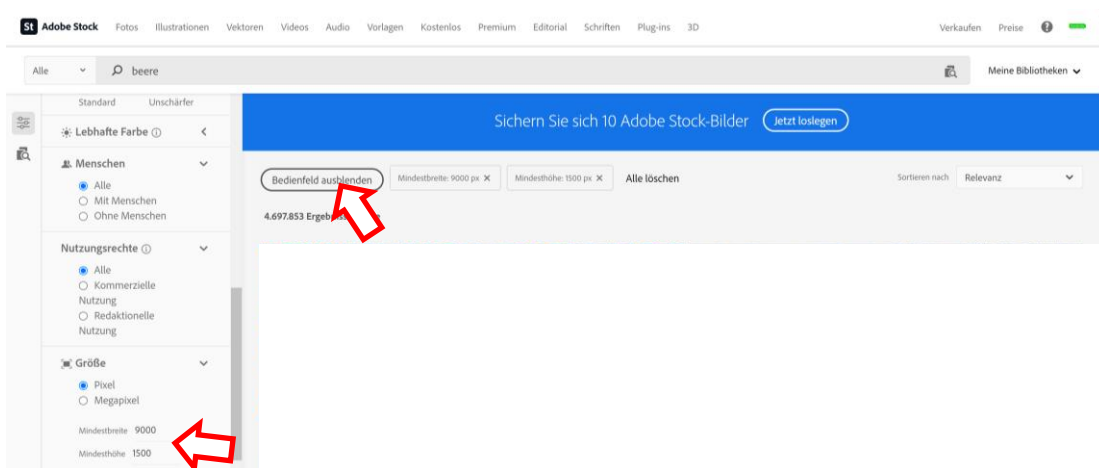 St Adobe Stock Fotos Illustrationen Vektoren Videos Audio Vorlagen Kostenlos Premium Editorial Schriften Plug-ins 3D Verkaufen Preise ?
Alle beere Meine Bibliotheken
Standard Unschärfer
Lebhafte Farbe
Menschen
Alle
Mit Menschen
Ohne Menschen
Nutzungsrechte
Alle
Kommerzielle
Nutzung
Redaktionelle
Nutzung
Größe
Pixel
Megapixel
Mindestbreite 9000
Mindesthöhe 1500
Sichern Sie sich 10 Adobe Stock-Bilder Jetzt loslegen
Bedienfeld ausblenden Mindestbreite: 9000 px X Mindesthöhe: 1500 px X Alle löschen Sortieren nach Relevanz
4.697.853